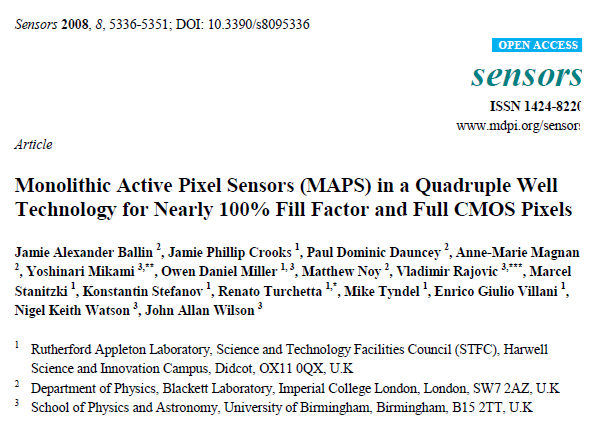 Sensors 2008, 8, 5336-5351; DOI: 10.3390/s8095336
OPEN ACCESS
sensors
ISSN 1424-8220
www.mdpi.org/sensors
Article
Monolithic Active Pixel Sensors (MAPS) in a Quadruple Well
Technology for Nearly 100% Fill Factor and Full CMOS Pixels
Jamie Alexander Ballin 2, Jamie Phillip Crooks 1, Paul Dominic Dauncey 2, Anne-Marie Magnan
2, Yoshinari Mikami 3,**, Owen Daniel Miller 1, 3, Matthew Noy 2, Vladimir Rajovic 3,***, Marcel
Stanitzki 1, Konstantin Stefanov 1, Renato Turchetta 1,*, Mike Tyndel 1, Enrico Giulio Villani 1,
Nigel Keith Watson 3, John Allan Wilson 3
1 Rutherford Appleton Laboratory, Science and Technology Facilities Council (STFC), Harwell
Science and Innovation Campus, Didcot, OX11 0QX, U.K
2 Department of Physics, Blackett Laboratory, Imperial College London, London, SW7 2AZ, U.K
3 School of Physics and Astronomy, University of Birmingham, Birmingham, B15 2TT, U.K